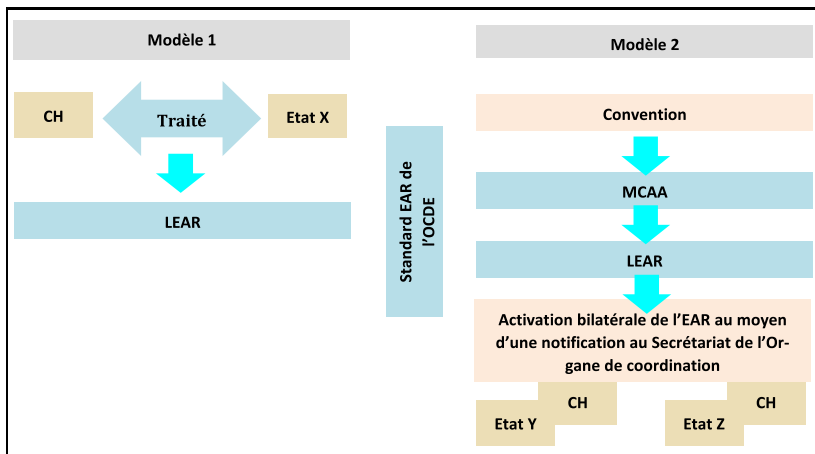 Modèle 1
CH
Traité
Etat X
LEAR
Standard EAR de
l’OCDE
Modèle 2
Convention
MCAA
LEAR
Activation bilatérale de l’EAR au moyen
d’une notification au Secrétariat de l’Or-
gane de coordination
CH
Etat Y
CH
Etat Z